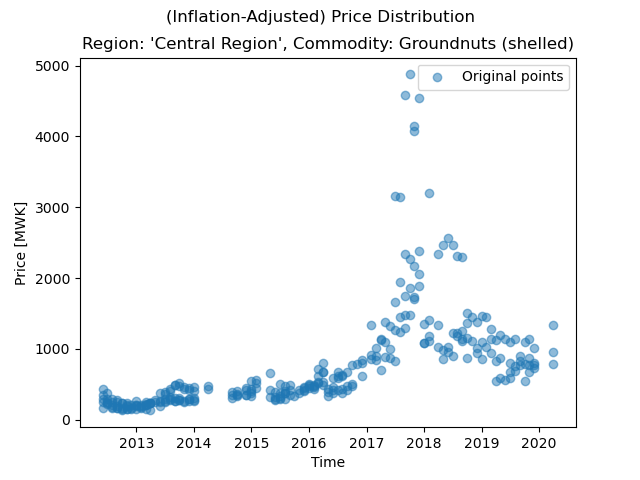 (Inflation-Adjusted) Price Distribution
Region: 'Central Region', Commodity: Groundnuts (shelled)
Original points
5000
4000
3000
2000
1000
0
Price [MWK]
2013 2014 2015 2016 2017 2018 2019 2020
Time